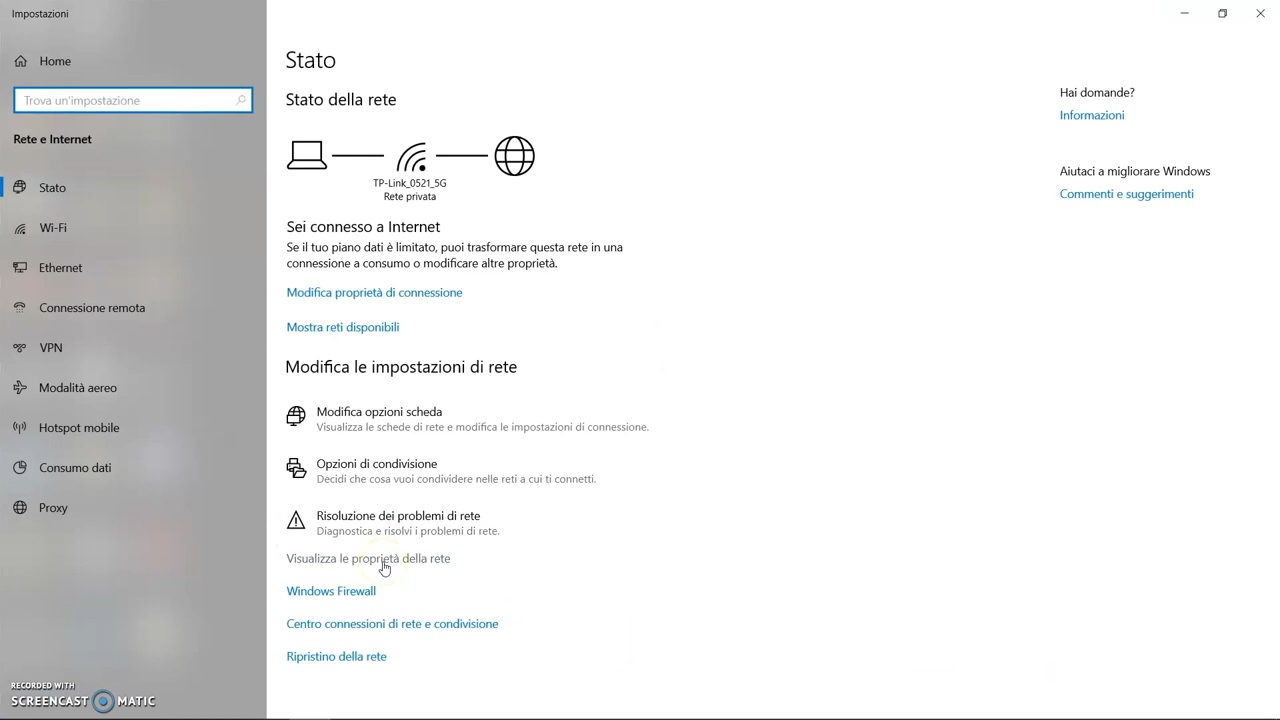 Impostazioni
Home
Trova un'impostazione
Rete e Internet
Stato
Wi-Fi
Ethernet
Connessione remota
VPN
Modalità aereo
Hotspot mobile
Consumo dati
Proxy
RECORDED WITH
SCREENCAST MATIC
Stato
Stato della rete
TP-Link_0521_5G
Rete privata
Sei connesso a Internet
Se il tuo piano dati è limitato, puoi trasformare questa rete in una
connessione a consumo o modificare altre proprietà.
Modifica proprietà di connessione
Mostra reti disponibili
Modifica le impostazioni di rete
Modifica opzioni scheda
Visualizza le schede di rete e modifica le impostazioni di connessione.
Opzioni di condivisione
Decidi che cosa vuoi condividere nelle reti a cui ti connetti.
Risoluzione dei problemi di rete
Diagnostica e risolvi i problemi di rete.
Visualizza le proprietà della rete
Windows Firewall
Centro connessioni di rete e condivisione
Ripristino della rete
Hai domande?
Informazioni
Aiutaci a migliorare Windows
Commenti e suggerimenti